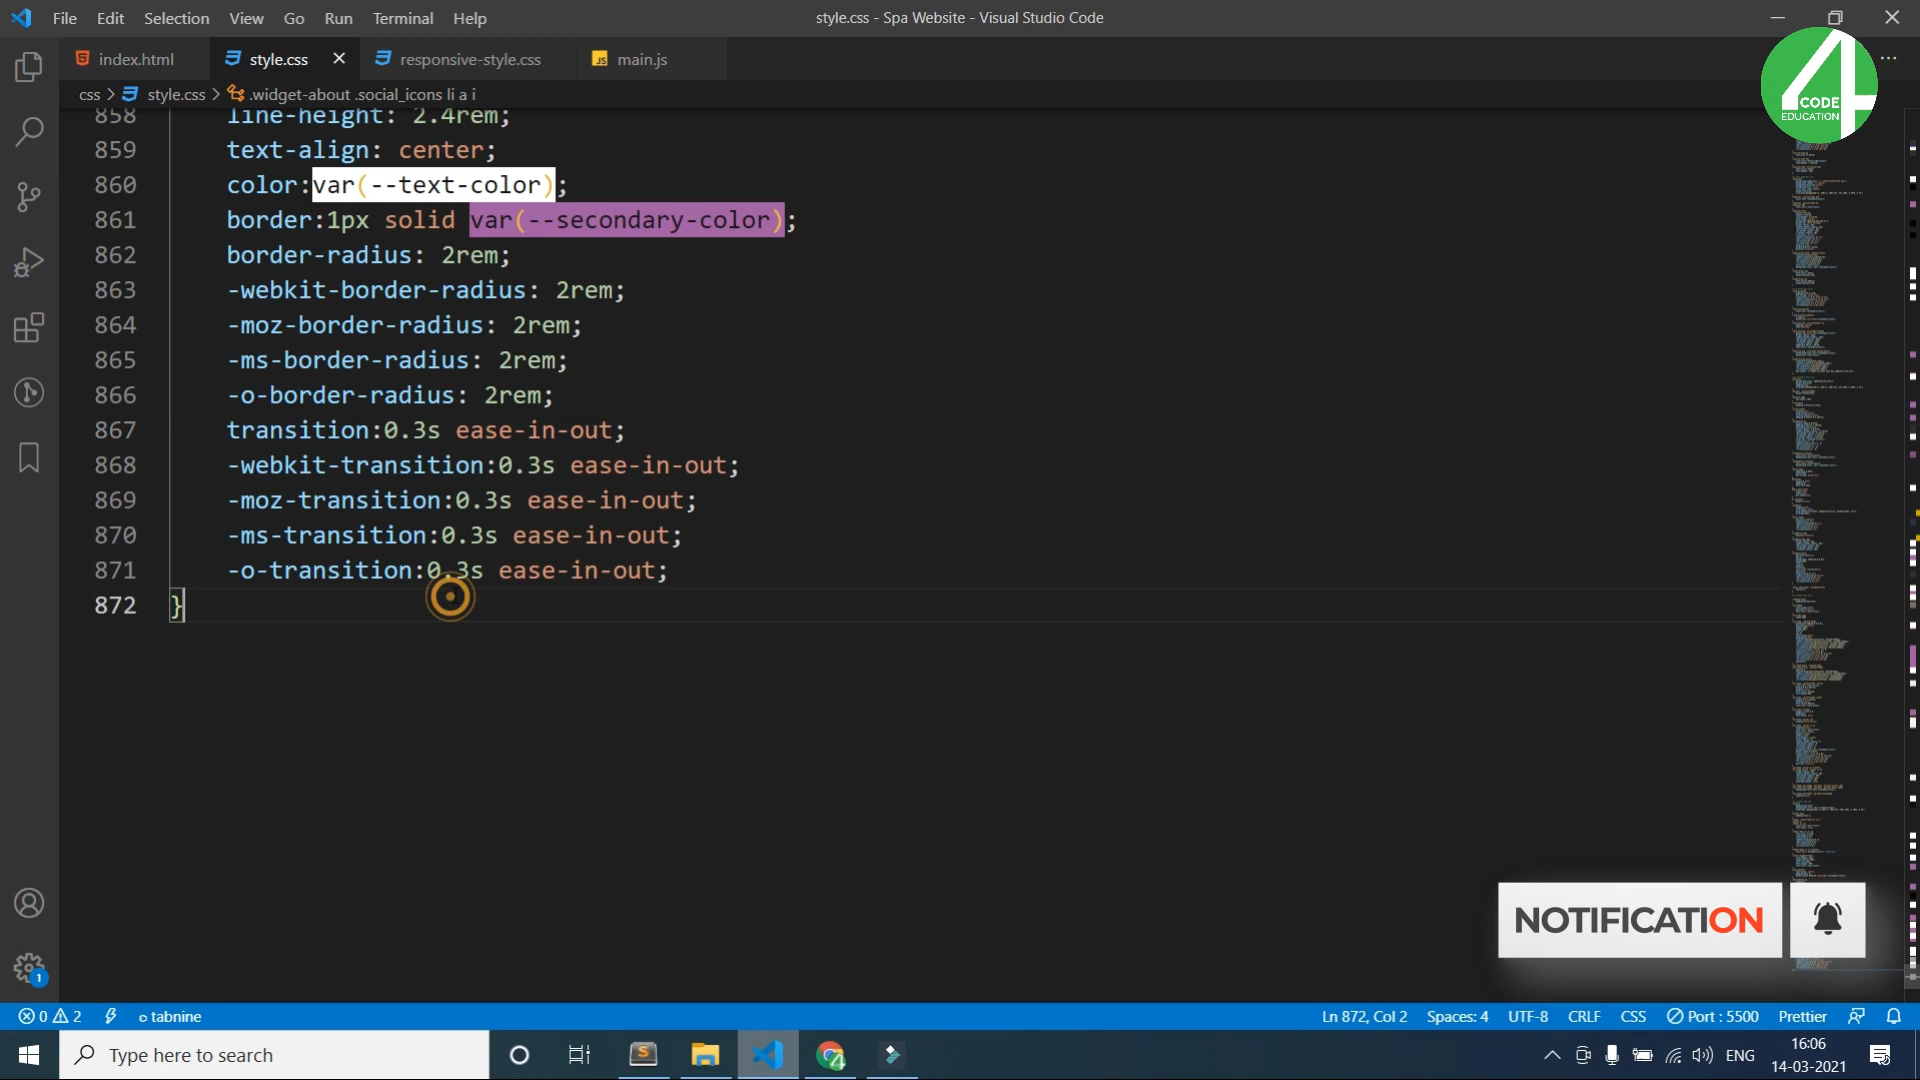 File Edit Selection View Go Run Terminal Help
style.css - Spa Website - Visual Studio Code
index.html
style.css
responsive-style.css
JS main.js
css > style.css > .widget-about .social_icons li a i
4
CODE
EDUCATION
858 line-height: 2.4rem;
859 text-align: center;
860 color:var(--text-color);
861 border:1px solid var(--secondary-color);
862 border-radius: 2rem;
863 -webkit-border-radius: 2rem;
864 -moz-border-radius: 2rem;
865 -ms-border-radius: 2rem;
866 -o-border-radius: 2rem;
867 transition:0.3s ease-in-out;
868 -webkit-transition:0.3s ease-in-out;
869 -moz-transition:0.3s ease-in-out;
870 -ms-transition:0.3s ease-in-out;
871 -o-transition:0.3s ease-in-out;
872 }
NOTIFICATION
1
0 2 tabnine
Ln 872, Col 2 Spaces: 4 UTF-8 CRLF CSS Port : 5500 Prettier
Type here to search
ENG
16:06
14-03-2021